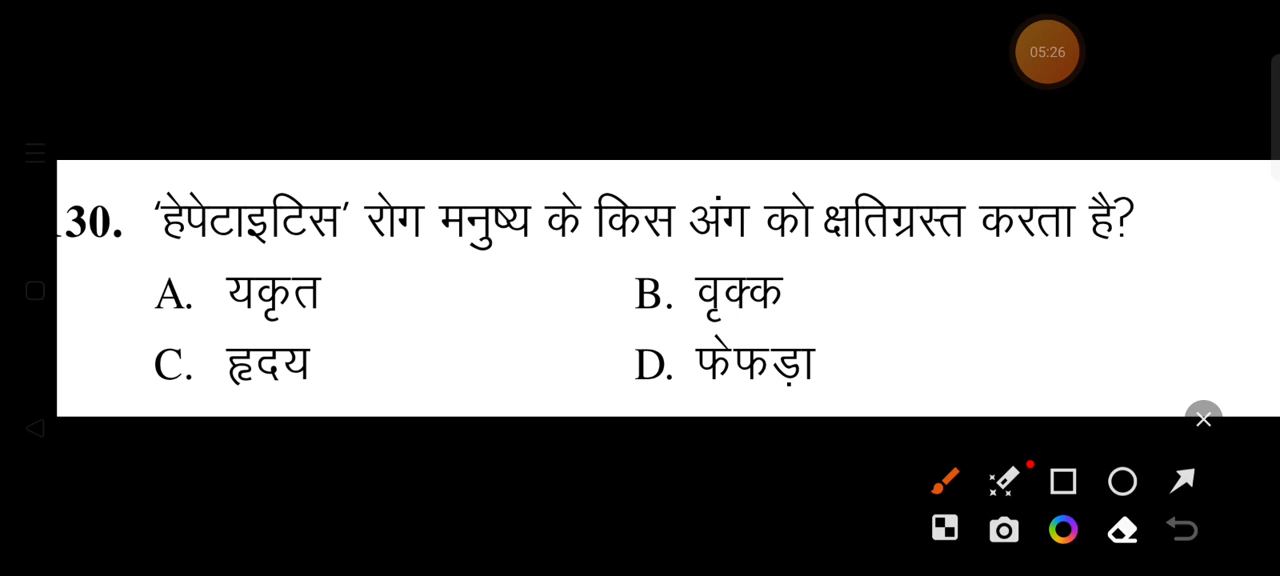 05:26
30. ‘हेपेटाइटिस’ रोग मनुष्य के किस अंग को क्षतिग्रस्त करता है?
A. यकृत B. वृक्क
C. हृदय D. फेफड़ा